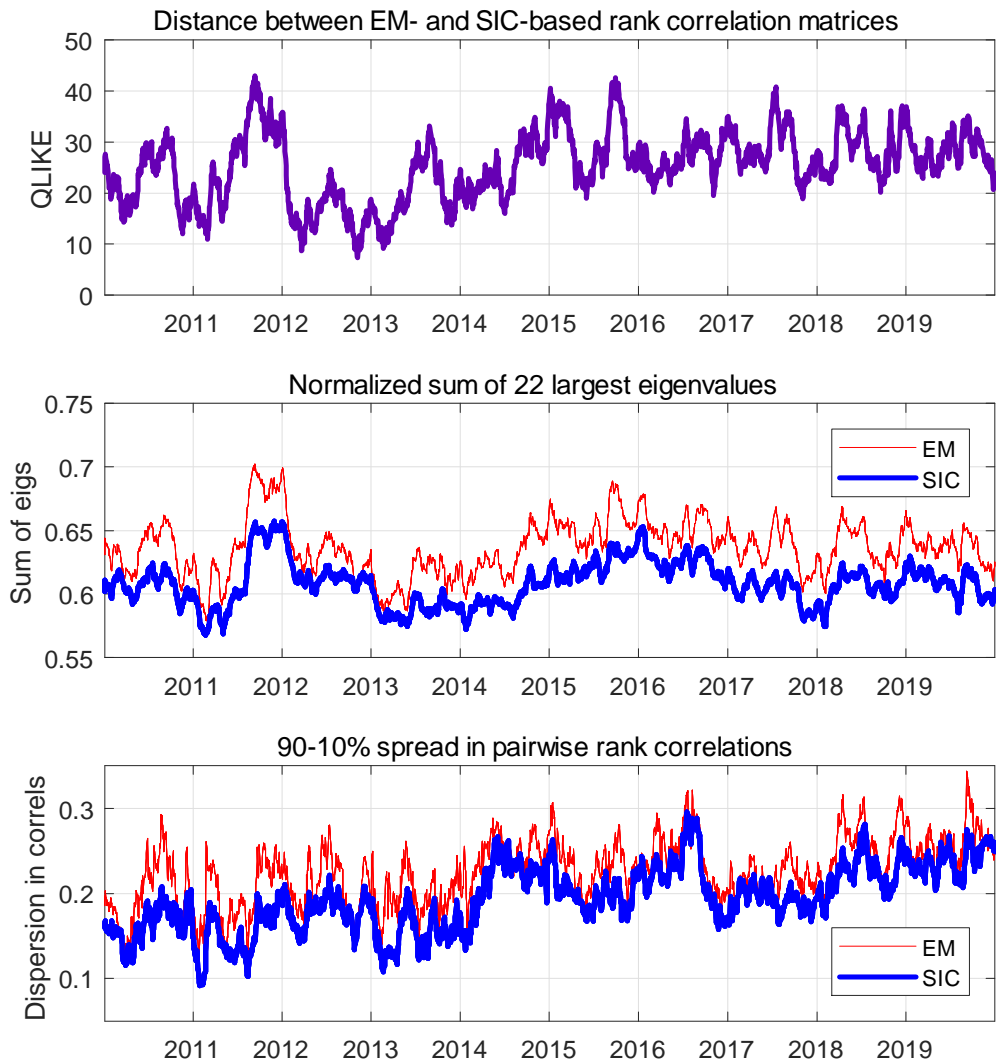 Distance between EM- and SIC-based rank correlation matrices
50
40
30
20
10
0
QLIKE
2011 2012 2013 2014 2015 2016 2017 2018 2019
Normalized sum of 22 largest eigenvalues
0.75
0.7
0.65
0.6
0.55
Sum of eigs
EM
SIC
2011 2012 2013 2014 2015 2016 2017 2018 2019
90-10% spread in pairwise rank correlations
0.3
0.2
0.1
Dispersion in correls
EM
SIC
2011 2012 2013 2014 2015 2016 2017 2018 2019